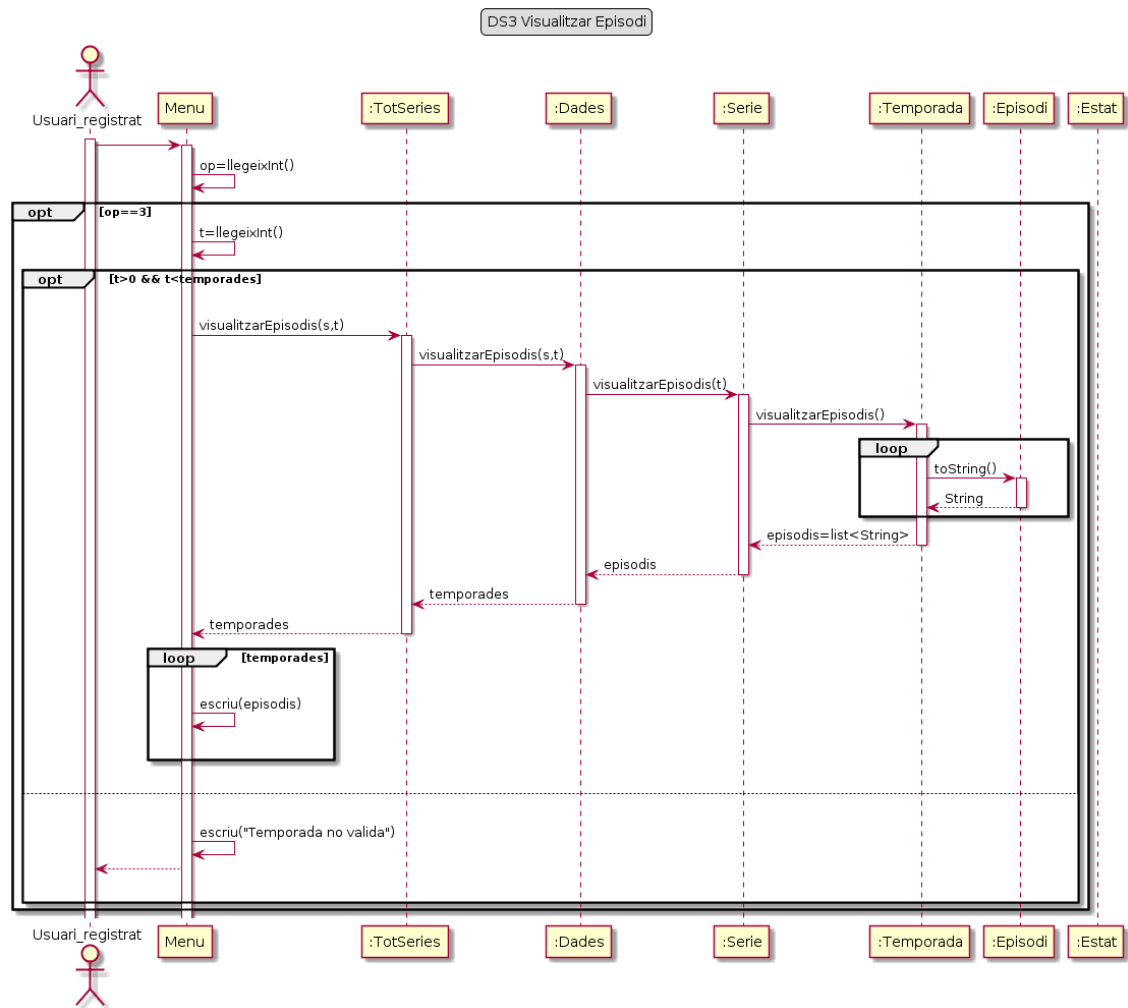 DS3 Visualitzar Episodi
Usuari_registrat
Menu
:TotSeries
:Dades
:Serie
:Temporada
:Episodi
:Estat
op=llegeixInt()
opt [op==3]
t=llegeixInt()
opt [t>0 && t<temporades]
visualitzarEpisodis(s,t)
visualitzarEpisodis(s,t)
visualitzarEpisodis(t)
visualitzarEpisodis()
loop
toString()
String
episodis=list<String>
episodis
temporades
temporades
loop [temporades]
escriu(episodis)
escriu("Temporada no valida")
Usuari_registrat
Menu
:TotSeries
:Dades
:Serie
:Temporada
:Episodi
:Estat